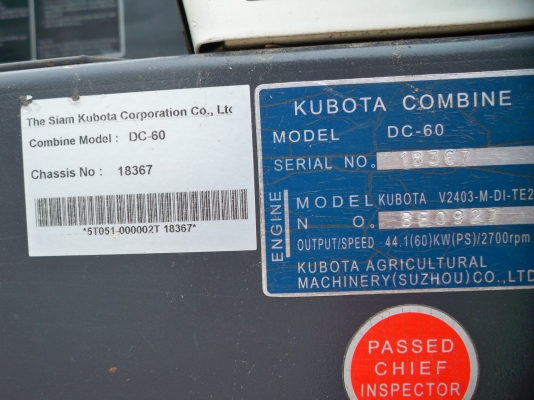 The Siam Kubota Corporation Co., Ltd
Combine Model : DC-60
Chassis No : 18367
*5T051-000002T 18367*
KUBOTA COMBINE
MODEL DC-60
SERIAL NO. 18367
ENGINE
MODEL KUBOTA V2403-M-DI-TE2
N O. 8E0927
OUTPUT/SPEED 44.1(60)KW(PS)/2700rpm
KUBOTA AGRICULTURAL
MACHINERY(SUZHOU)CO.,LTD
PASSED
CHIEF
INSPECTOR